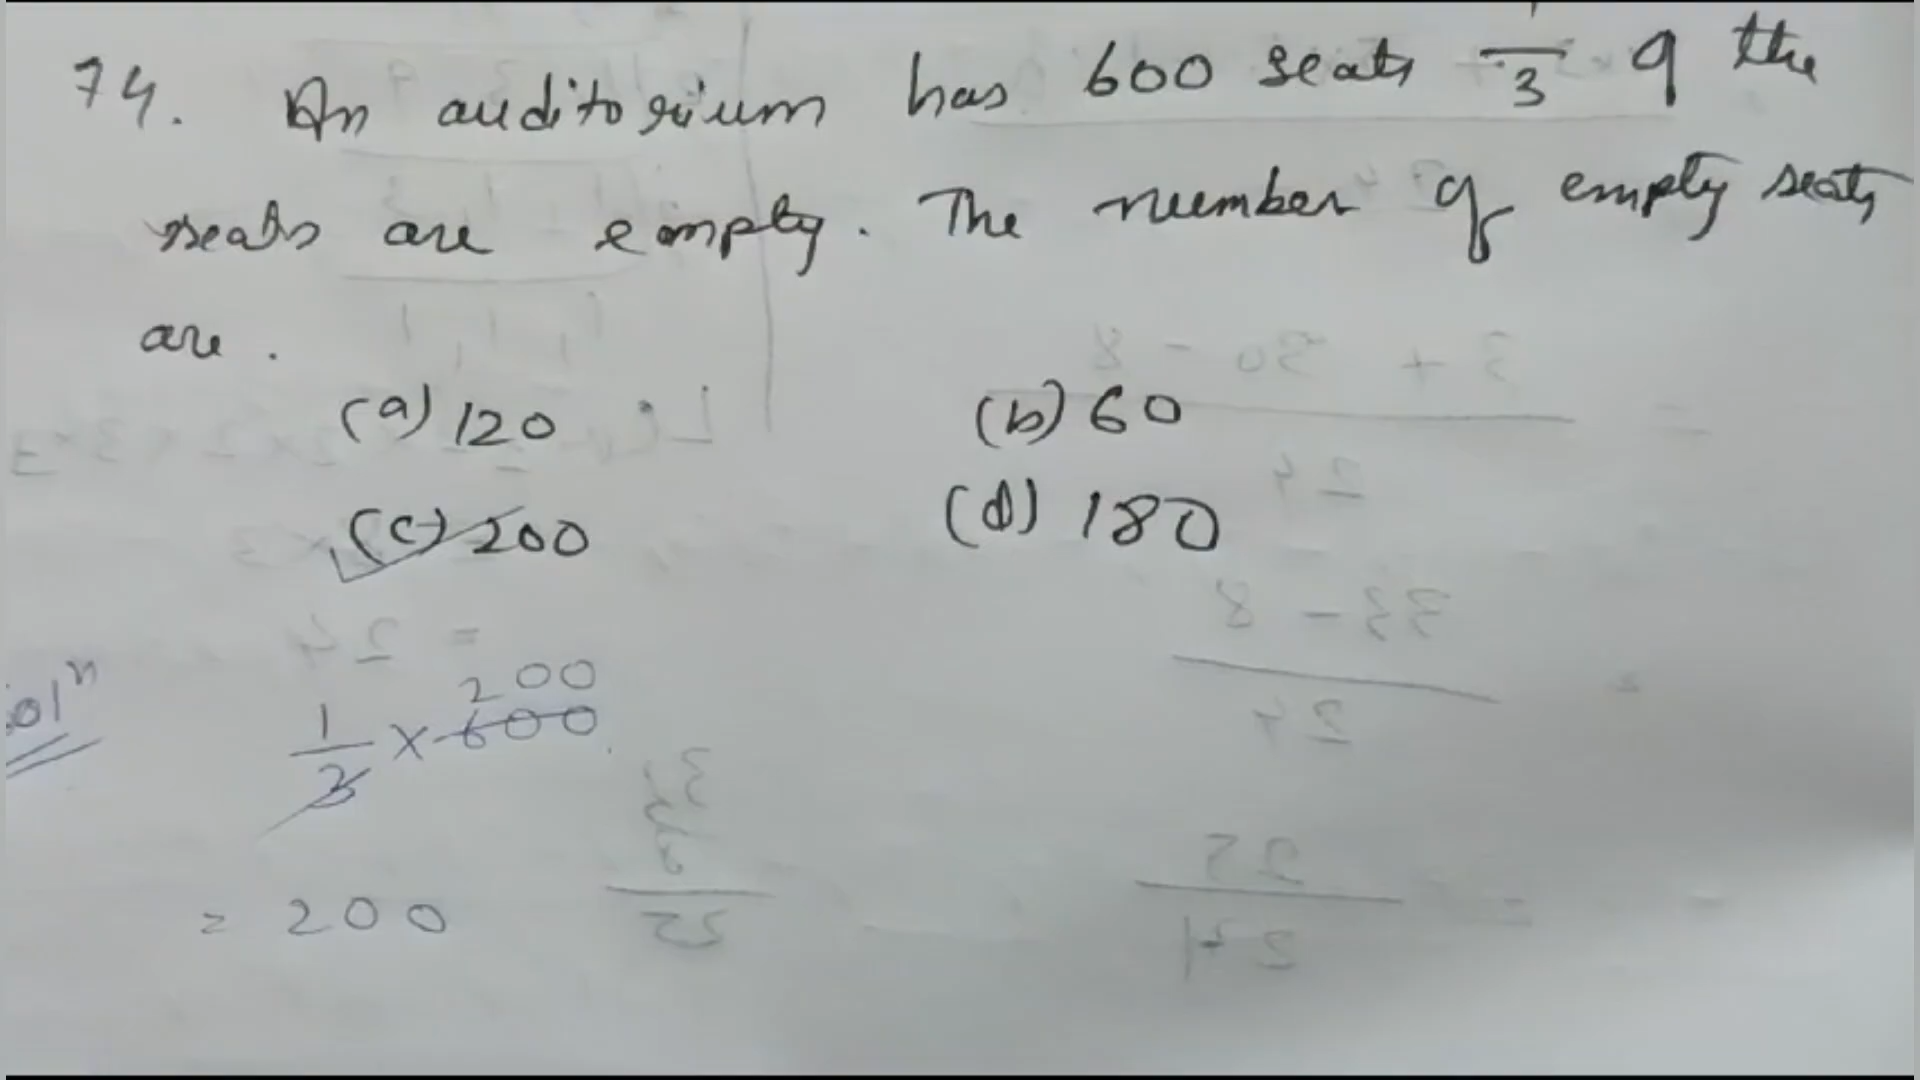 74. An auditorium has 600 seats 1/3 of the
seats are empty. The number of empty seats
are.
(a) 120 (b) 60
(c) 200 (d) 180
Solⁿ
200
1/3 × 600
= 200